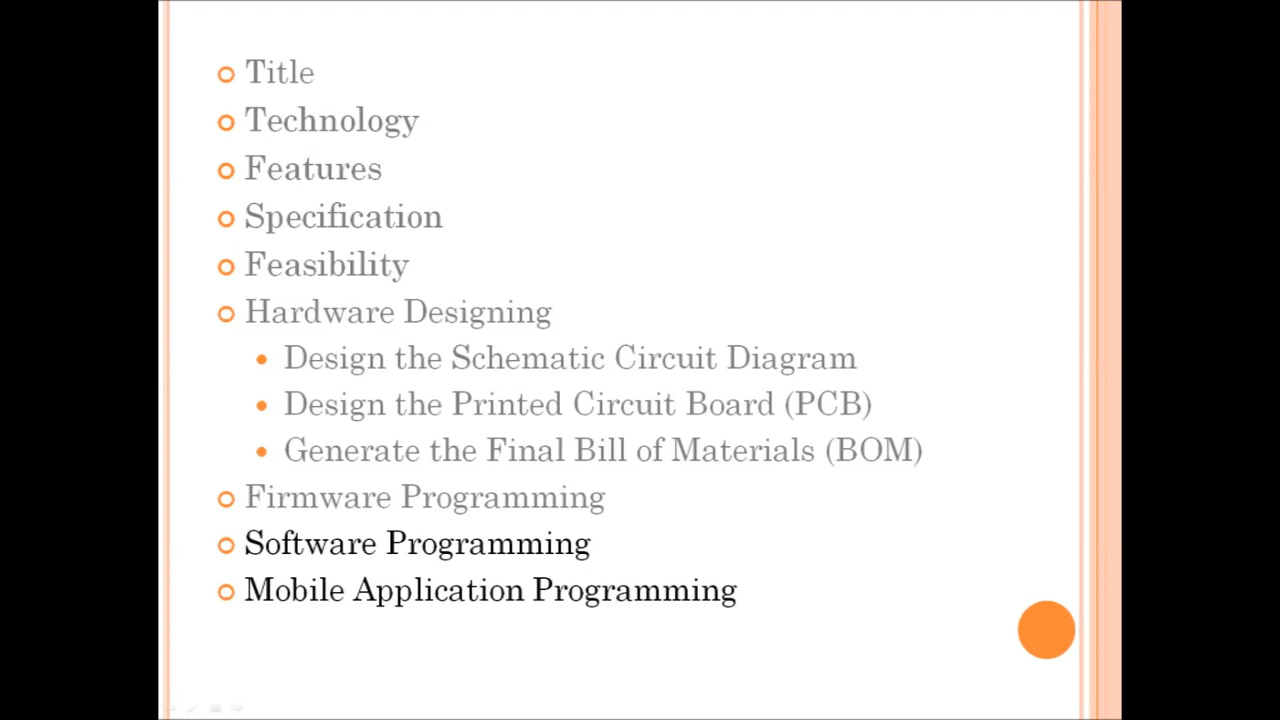 Title
Technology
Features
Specification
Feasibility
Hardware Designing
Design the Schematic Circuit Diagram
Design the Printed Circuit Board (PCB)
Generate the Final Bill of Materials (BOM)
Firmware Programming
Software Programming
Mobile Application Programming